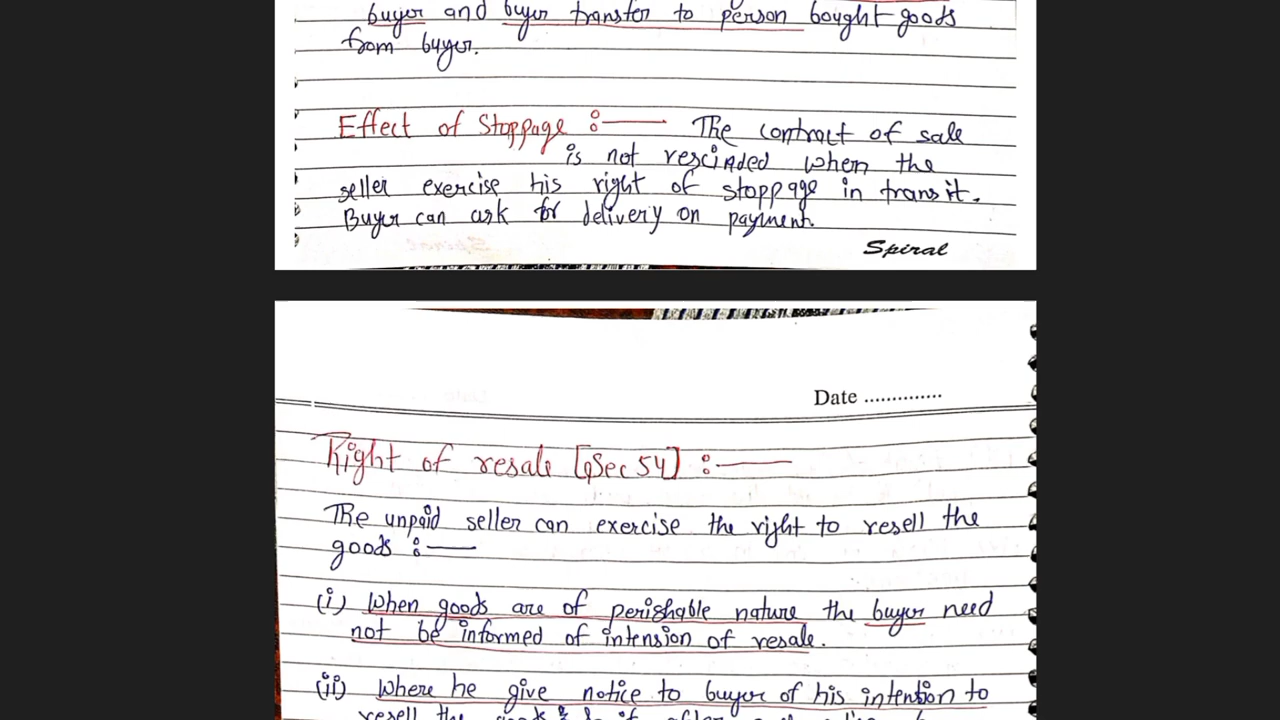 buyer and buyer transfer to person bought goods
from buyer.
Effect of Stoppage :— The contract of sale
is not rescinded when the
seller exercise his right of stoppage in transit.
Buyer can ask for delivery on payment.
Spiral
Date ..............
Right of resale [Sec 54] :—
The unpaid seller can exercise the right to resell the
goods :—
(i) When goods are of perishable nature the buyer need
not be informed of intension of resale.
(ii) Where he give notice to buyer of his intention to
resell the goods